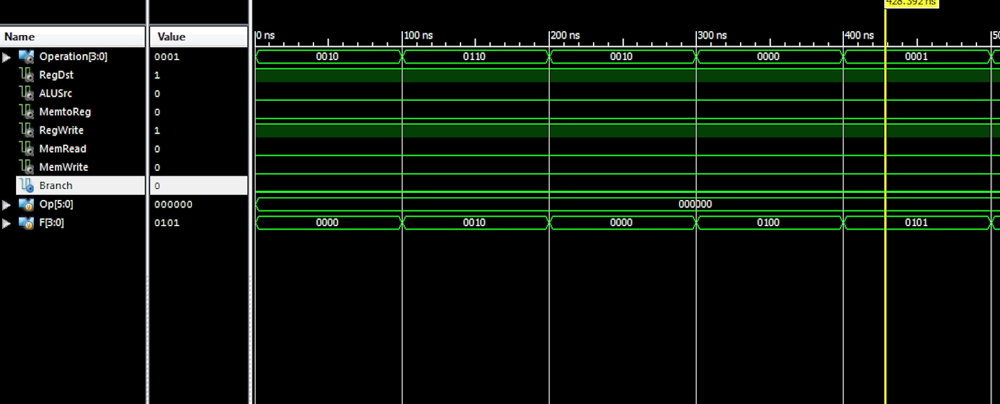 428.392 ns
Name Value
0 ns 100 ns 200 ns 300 ns 400 ns 50
Operation[3:0] 0001 0010 0110 0010 0000 0001
RegDst 1
ALUSrc 0
MemtoReg 0
RegWrite 1
MemRead 0
MemWrite 0
Branch 0
Op[5:0] 000000 000000
F[3:0] 0101 0000 0010 0000 0100 0101